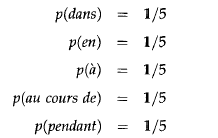 p(dans) = 1/5
p(en) = 1/5
p(à) = 1/5
p(au cours de) = 1/5
p(pendant) = 1/5